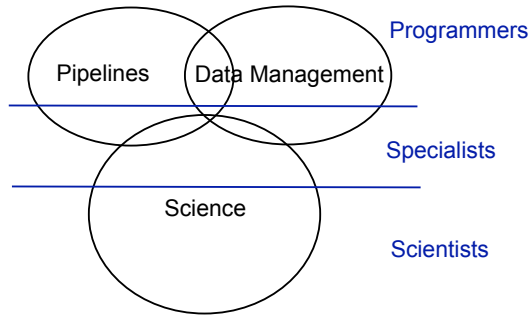 Programmers
Pipelines
Data Management
Specialists
Science
Scientists